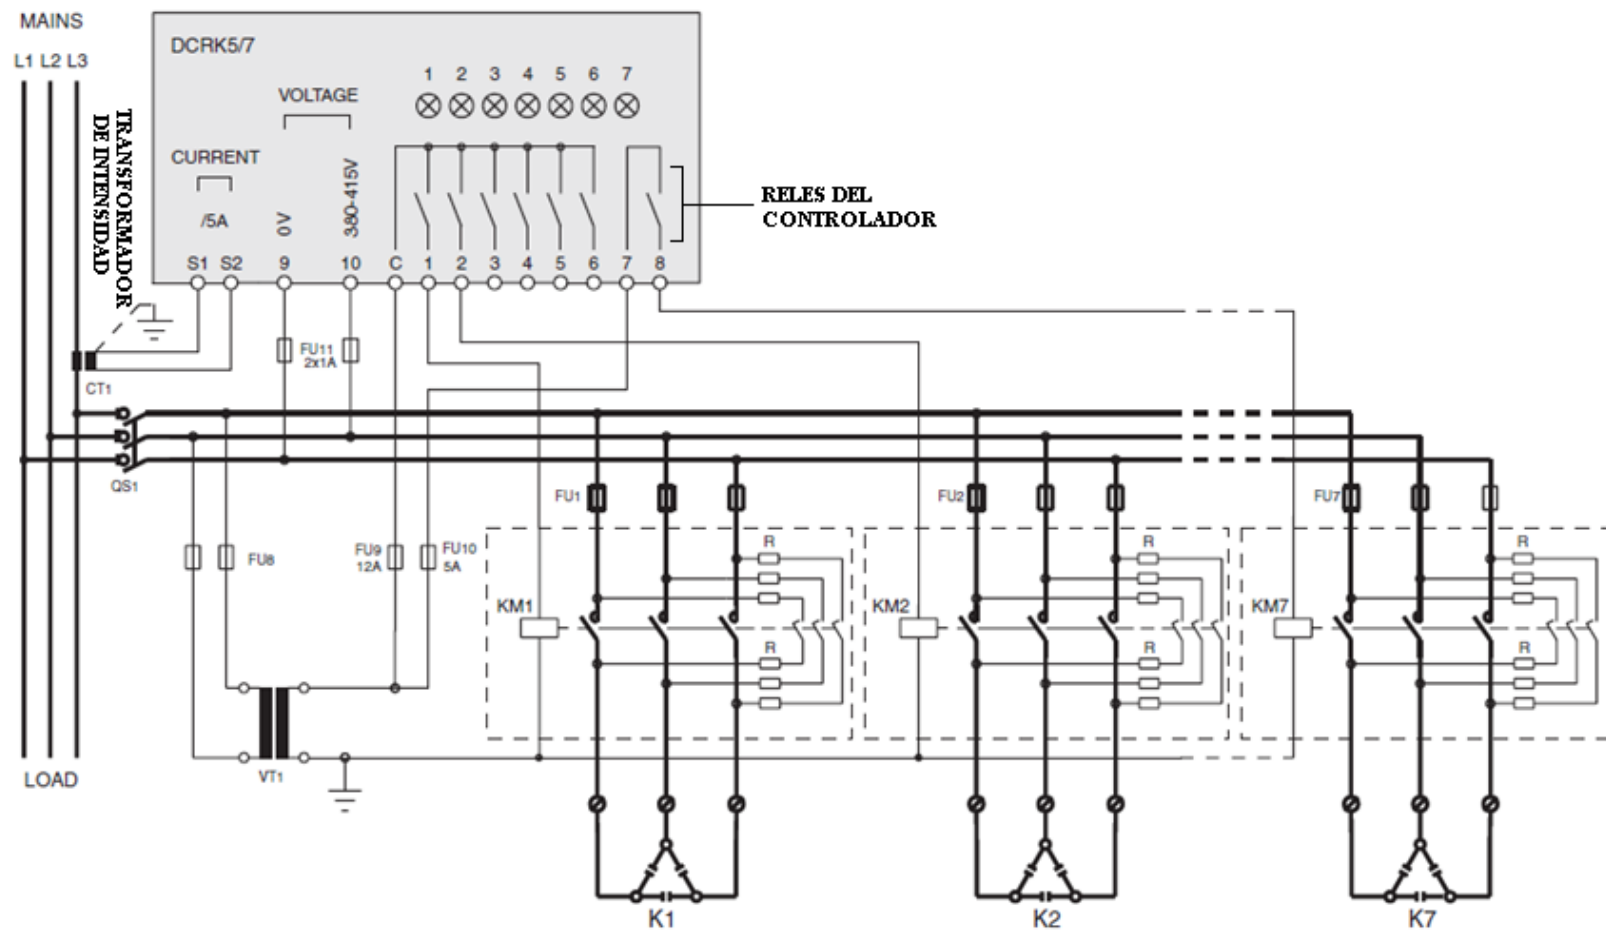 MAINS
L1 L2 L3
TRANSFORMADOR
DE INTENSIDAD
DCRK5/7
1 2 3 4 5 6 7
VOLTAGE
CURRENT
/5A
0V
380-415V
RELES DEL
CONTROLADOR
S1 S2 9 10 C 1 2 3 4 5 6 7 8
FU11
2x1A
CT1
QS1
FU1
FU2
FU7
FU8
FU9
12A
FU10
5A
R
R
R
KM1
KM2
KM7
R
R
R
LOAD
VT1
K1
K2
K7